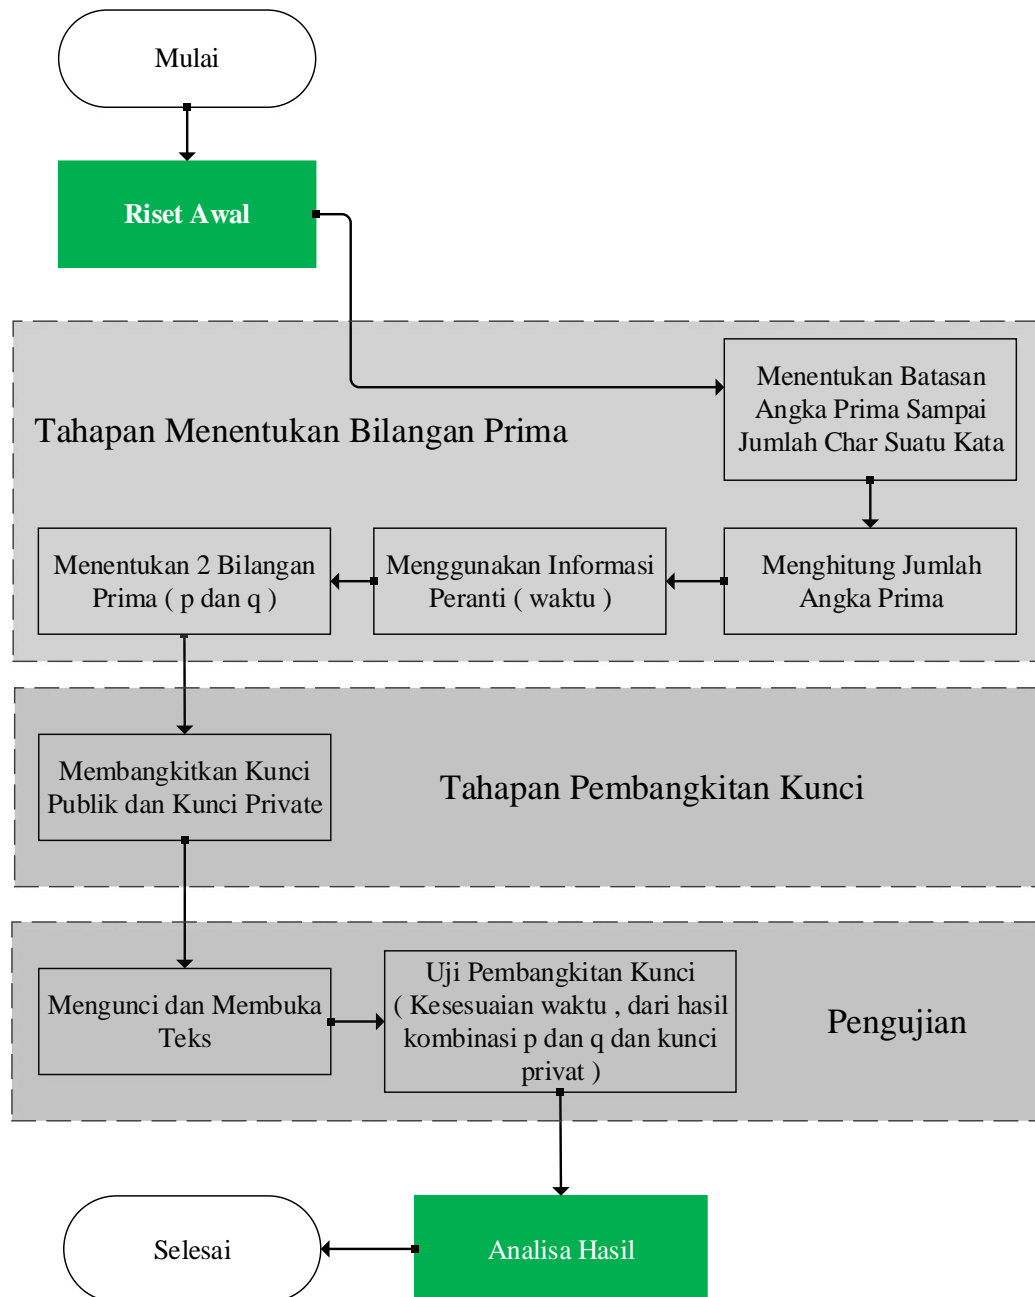 Mulai
Riset Awal
Tahapan Menentukan Bilangan Prima
Menentukan Batasan
Angka Prima Sampai
Jumlah Char Suatu Kata
Menghitung Jumlah
Angka Prima
Menggunakan Informasi
Peranti ( waktu )
Menentukan 2 Bilangan
Prima ( p dan q )
Membangkitkan Kunci
Publik dan Kunci Private
Tahapan Pembangkitan Kunci
Mengunci dan Membuka
Teks
Uji Pembangkitan Kunci
( Kesesuaian waktu , dari hasil
kombinasi p dan q dan kunci
privat )
Pengujian
Analisa Hasil
Selesai